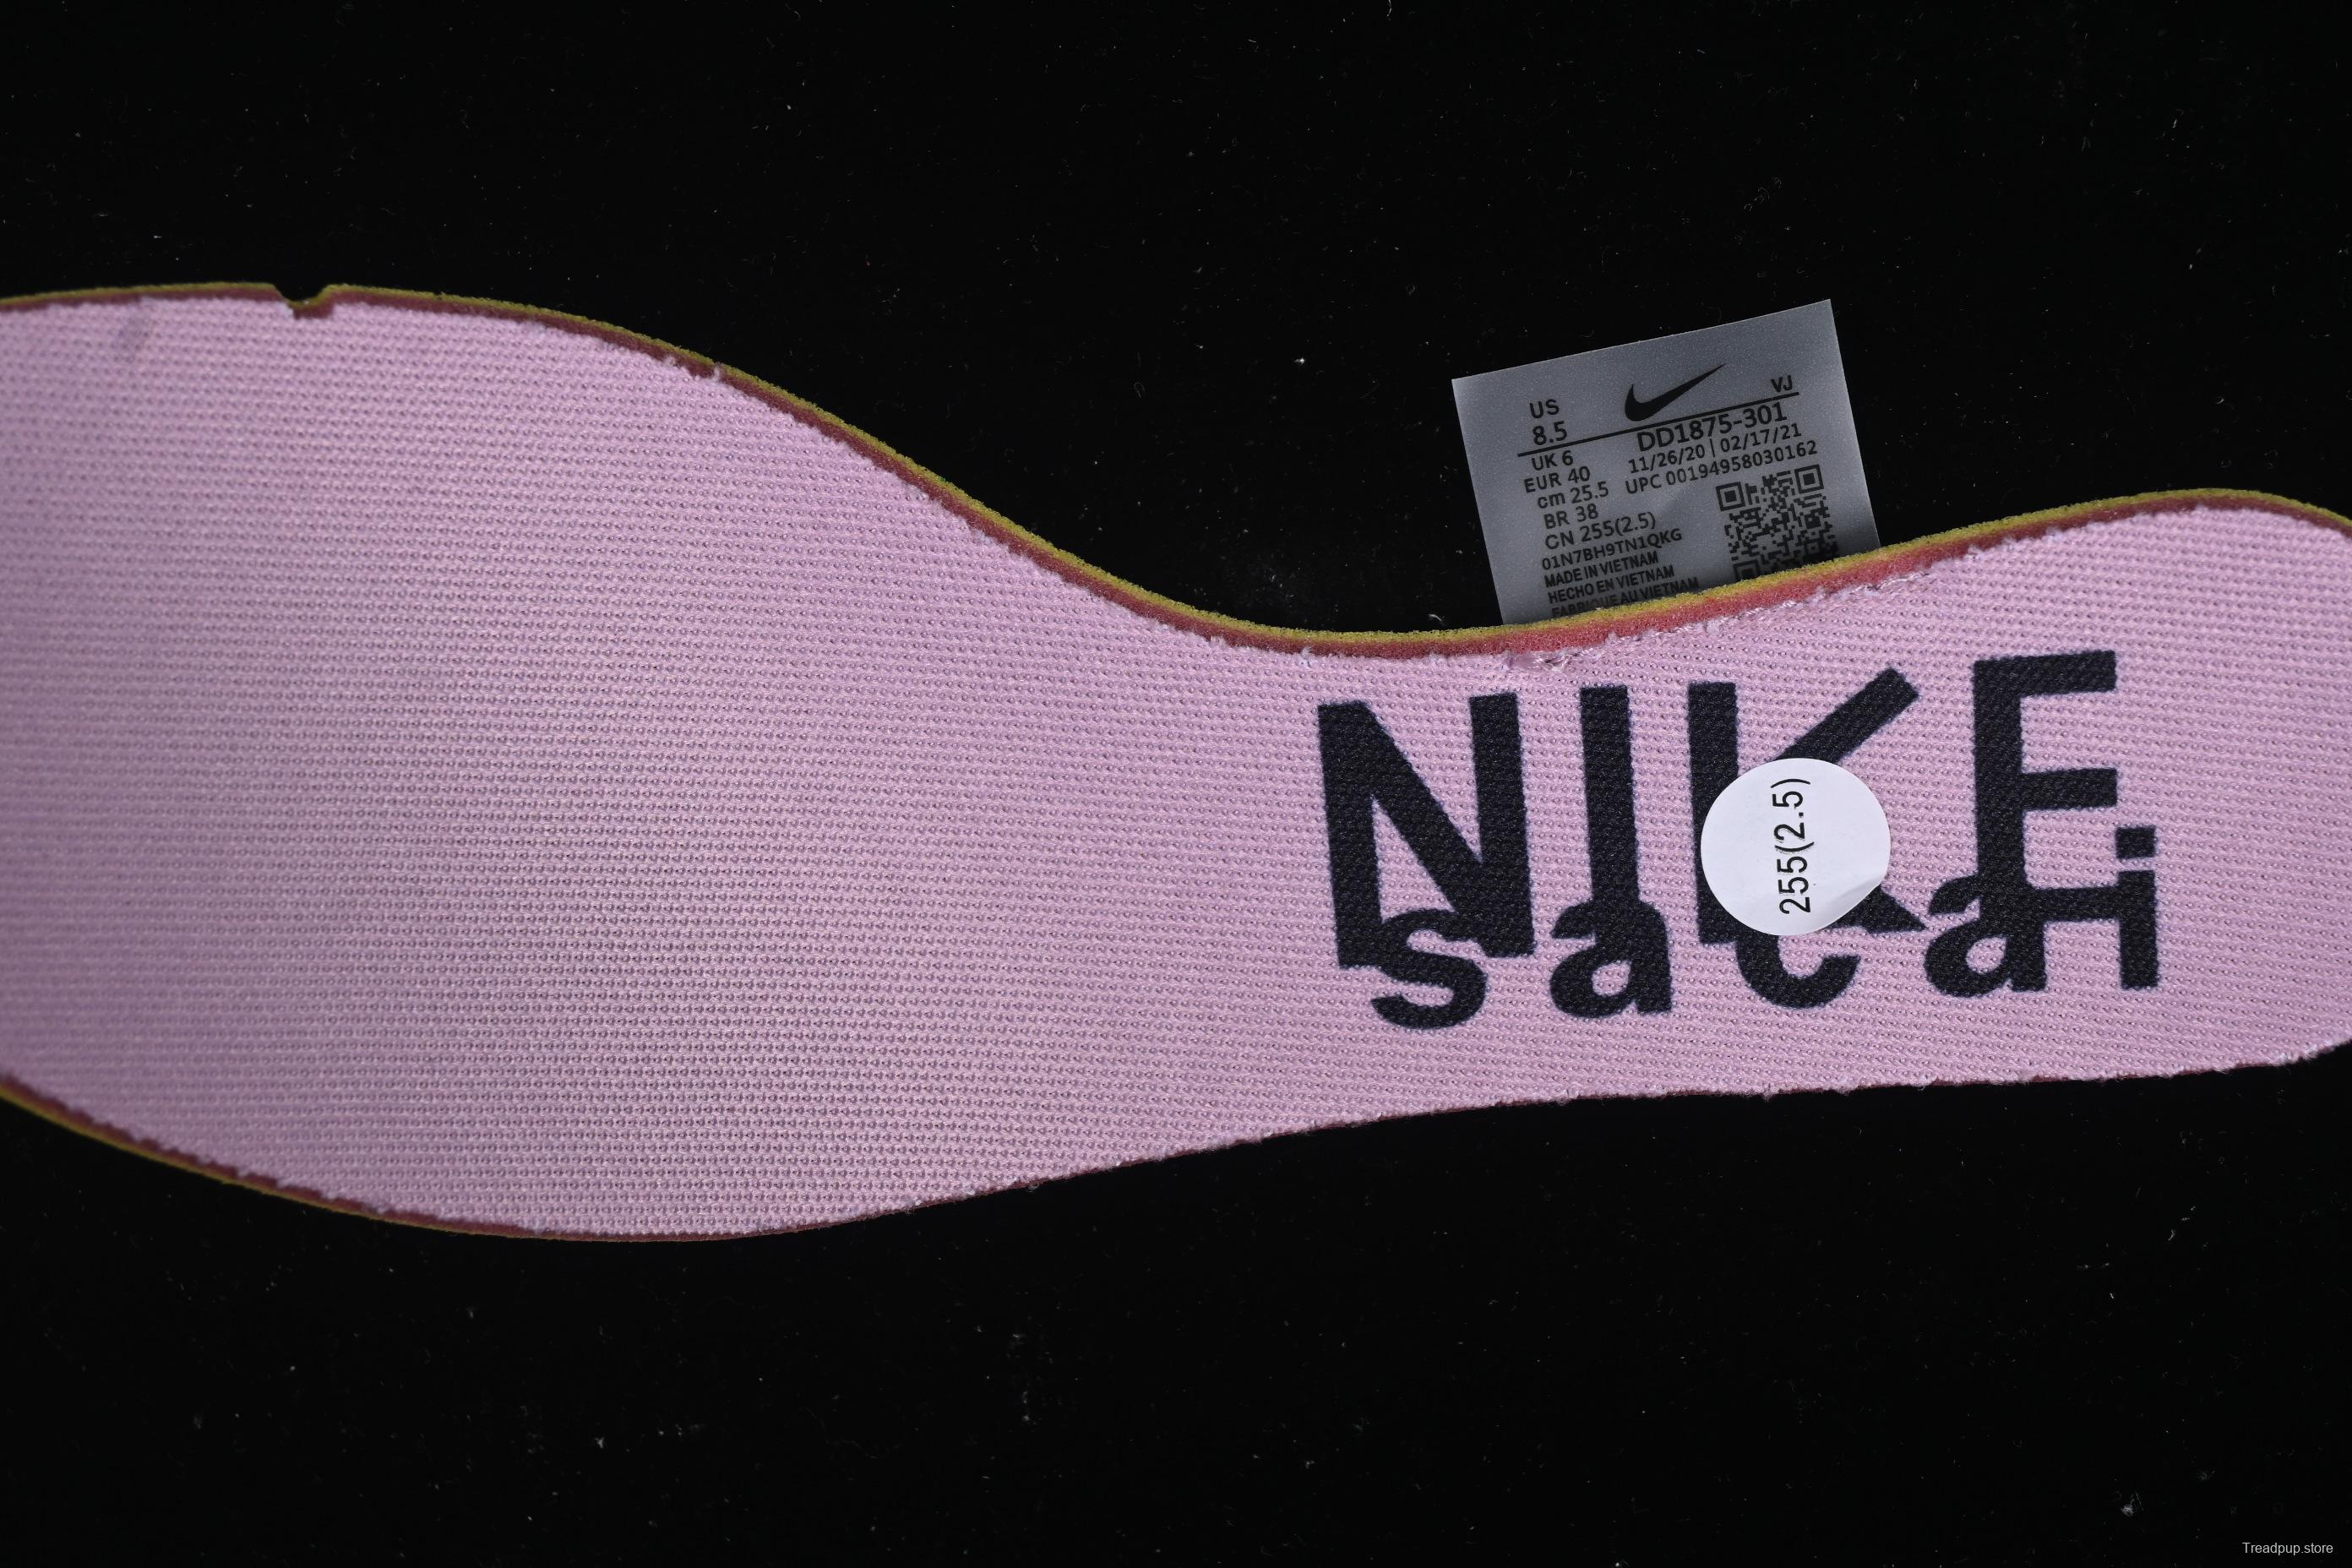 US
8.5
VJ
DD1875-301
11/26/20 | 02/17/21
UPC 00194958030162
UK 6
EUR 40
cm 25.5
BR 38
CN 255(2.5)
01N7BH9TN1QKG
MADE IN VIETNAM
HECHO EN VIETNAM
FABRIQUE AU VIETNAM
NIKE
sacai
255(2.5)
Treadpup.store